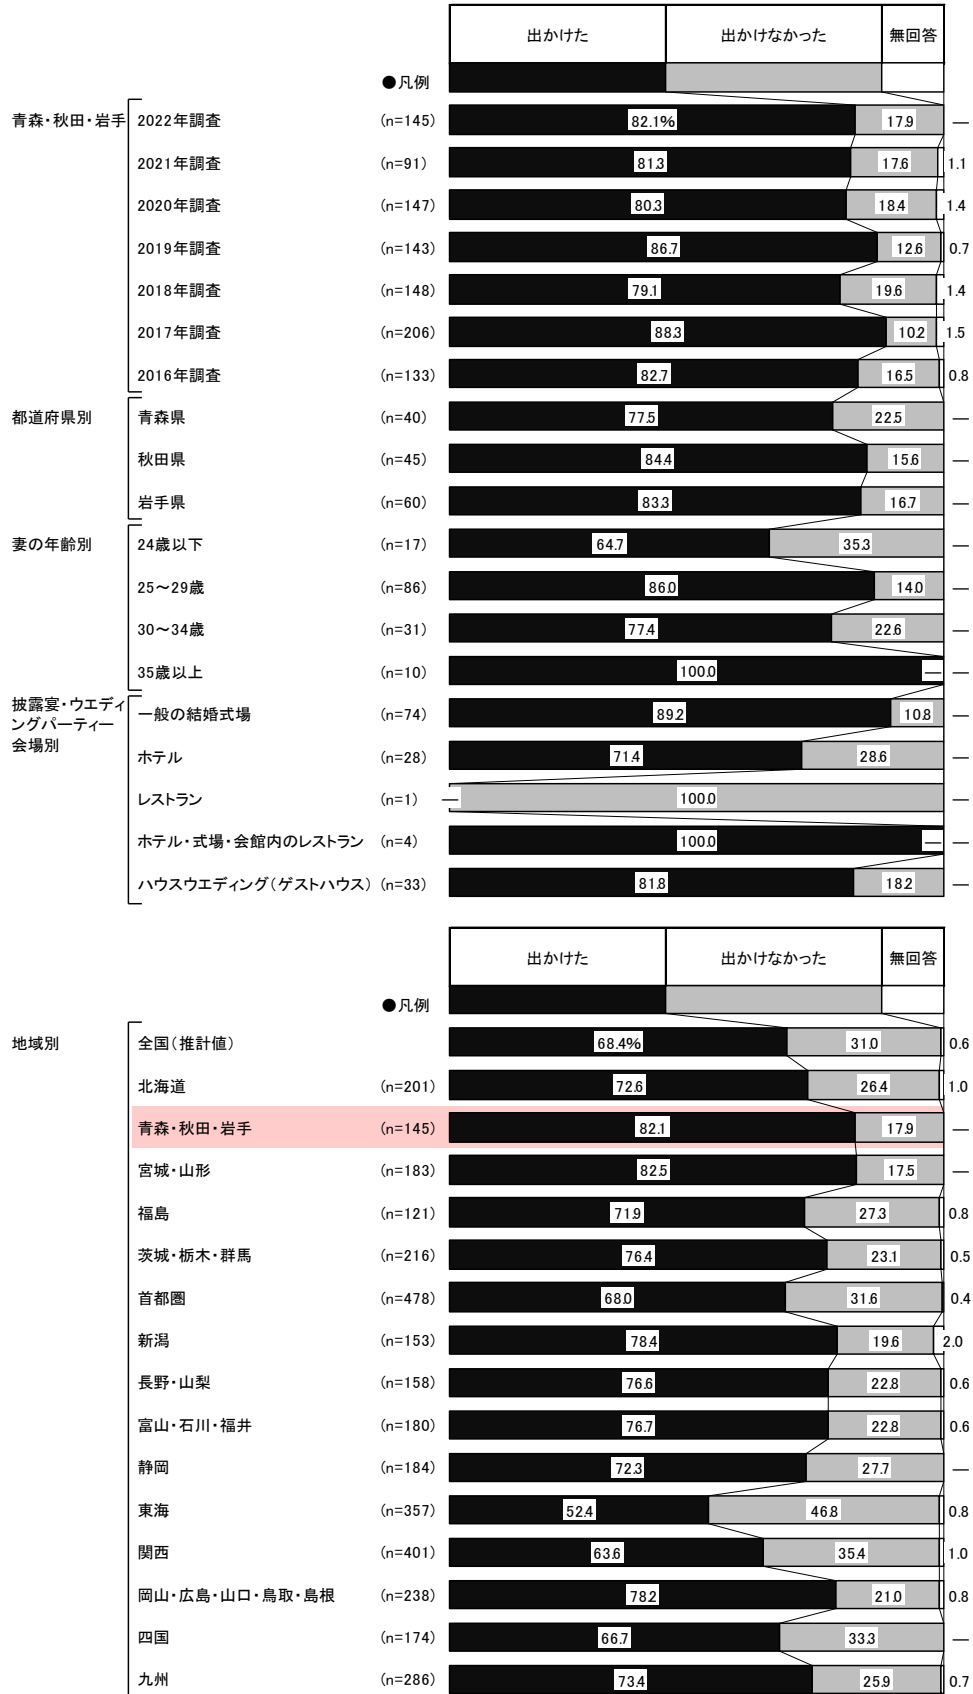 出かけた 出かけなかった 無回答
●凡例
青森・秋田・岩手 2022年調査 (n=145) 82.1% 17.9 —
2021年調査 (n=91) 81.3 17.6 1.1
2020年調査 (n=147) 80.3 18.4 1.4
2019年調査 (n=143) 86.7 12.6 0.7
2018年調査 (n=148) 79.1 19.6 1.4
2017年調査 (n=206) 88.3 10.2 1.5
2016年調査 (n=133) 82.7 16.5 0.8
都道府県別 青森県 (n=40) 77.5 22.5 —
秋田県 (n=45) 84.4 15.6 —
岩手県 (n=60) 83.3 16.7 —
妻の年齢別 24歳以下 (n=17) 64.7 35.3 —
25～29歳 (n=86) 86.0 14.0 —
30～34歳 (n=31) 77.4 22.6 —
35歳以上 (n=10) 100.0 — —
披露宴・ウエディ
ングパーティー
会場別
一般の結婚式場 (n=74) 89.2 10.8 —
ホテル (n=28) 71.4 28.6 —
レストラン (n=1) — 100.0 —
ホテル・式場・会館内のレストラン (n=4) 100.0 — —
ハウスウエディング(ゲストハウス) (n=33) 81.8 18.2 —
出かけた 出かけなかった 無回答
●凡例
地域別 全国(推計値) 68.4% 31.0 0.6
北海道 (n=201) 72.6 26.4 1.0
青森・秋田・岩手 (n=145) 82.1 17.9 —
宮城・山形 (n=183) 82.5 17.5 —
福島 (n=121) 71.9 27.3 0.8
茨城・栃木・群馬 (n=216) 76.4 23.1 0.5
首都圏 (n=478) 68.0 31.6 0.4
新潟 (n=153) 78.4 19.6 2.0
長野・山梨 (n=158) 76.6 22.8 0.6
富山・石川・福井 (n=180) 76.7 22.8 0.6
静岡 (n=184) 72.3 27.7 —
東海 (n=357) 52.4 46.8 0.8
関西 (n=401) 63.6 35.4 1.0
岡山・広島・山口・鳥取・島根 (n=238) 78.2 21.0 0.8
四国 (n=174) 66.7 33.3 —
九州 (n=286) 73.4 25.9 0.7